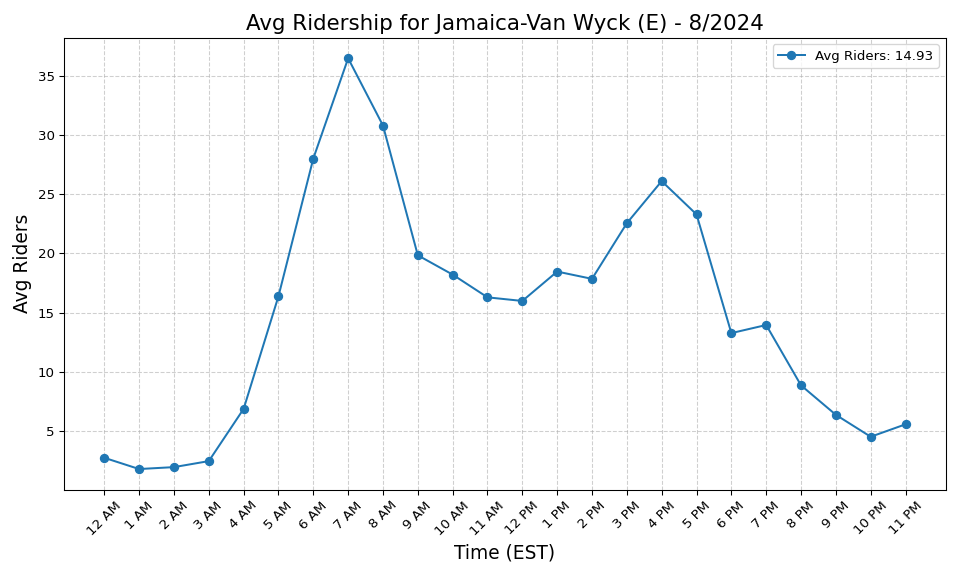 Avg Ridership for Jamaica-Van Wyck (E) - 8/2024
Avg Riders: 14.93
35
30
25
20
15
10
5
Avg Riders
12 AM
1 AM
2 AM
3 AM
4 AM
5 AM
6 AM
7 AM
8 AM
9 AM
10 AM
11 AM
12 PM
1 PM
2 PM
3 PM
4 PM
5 PM
6 PM
7 PM
8 PM
9 PM
10 PM
11 PM
Time (EST)